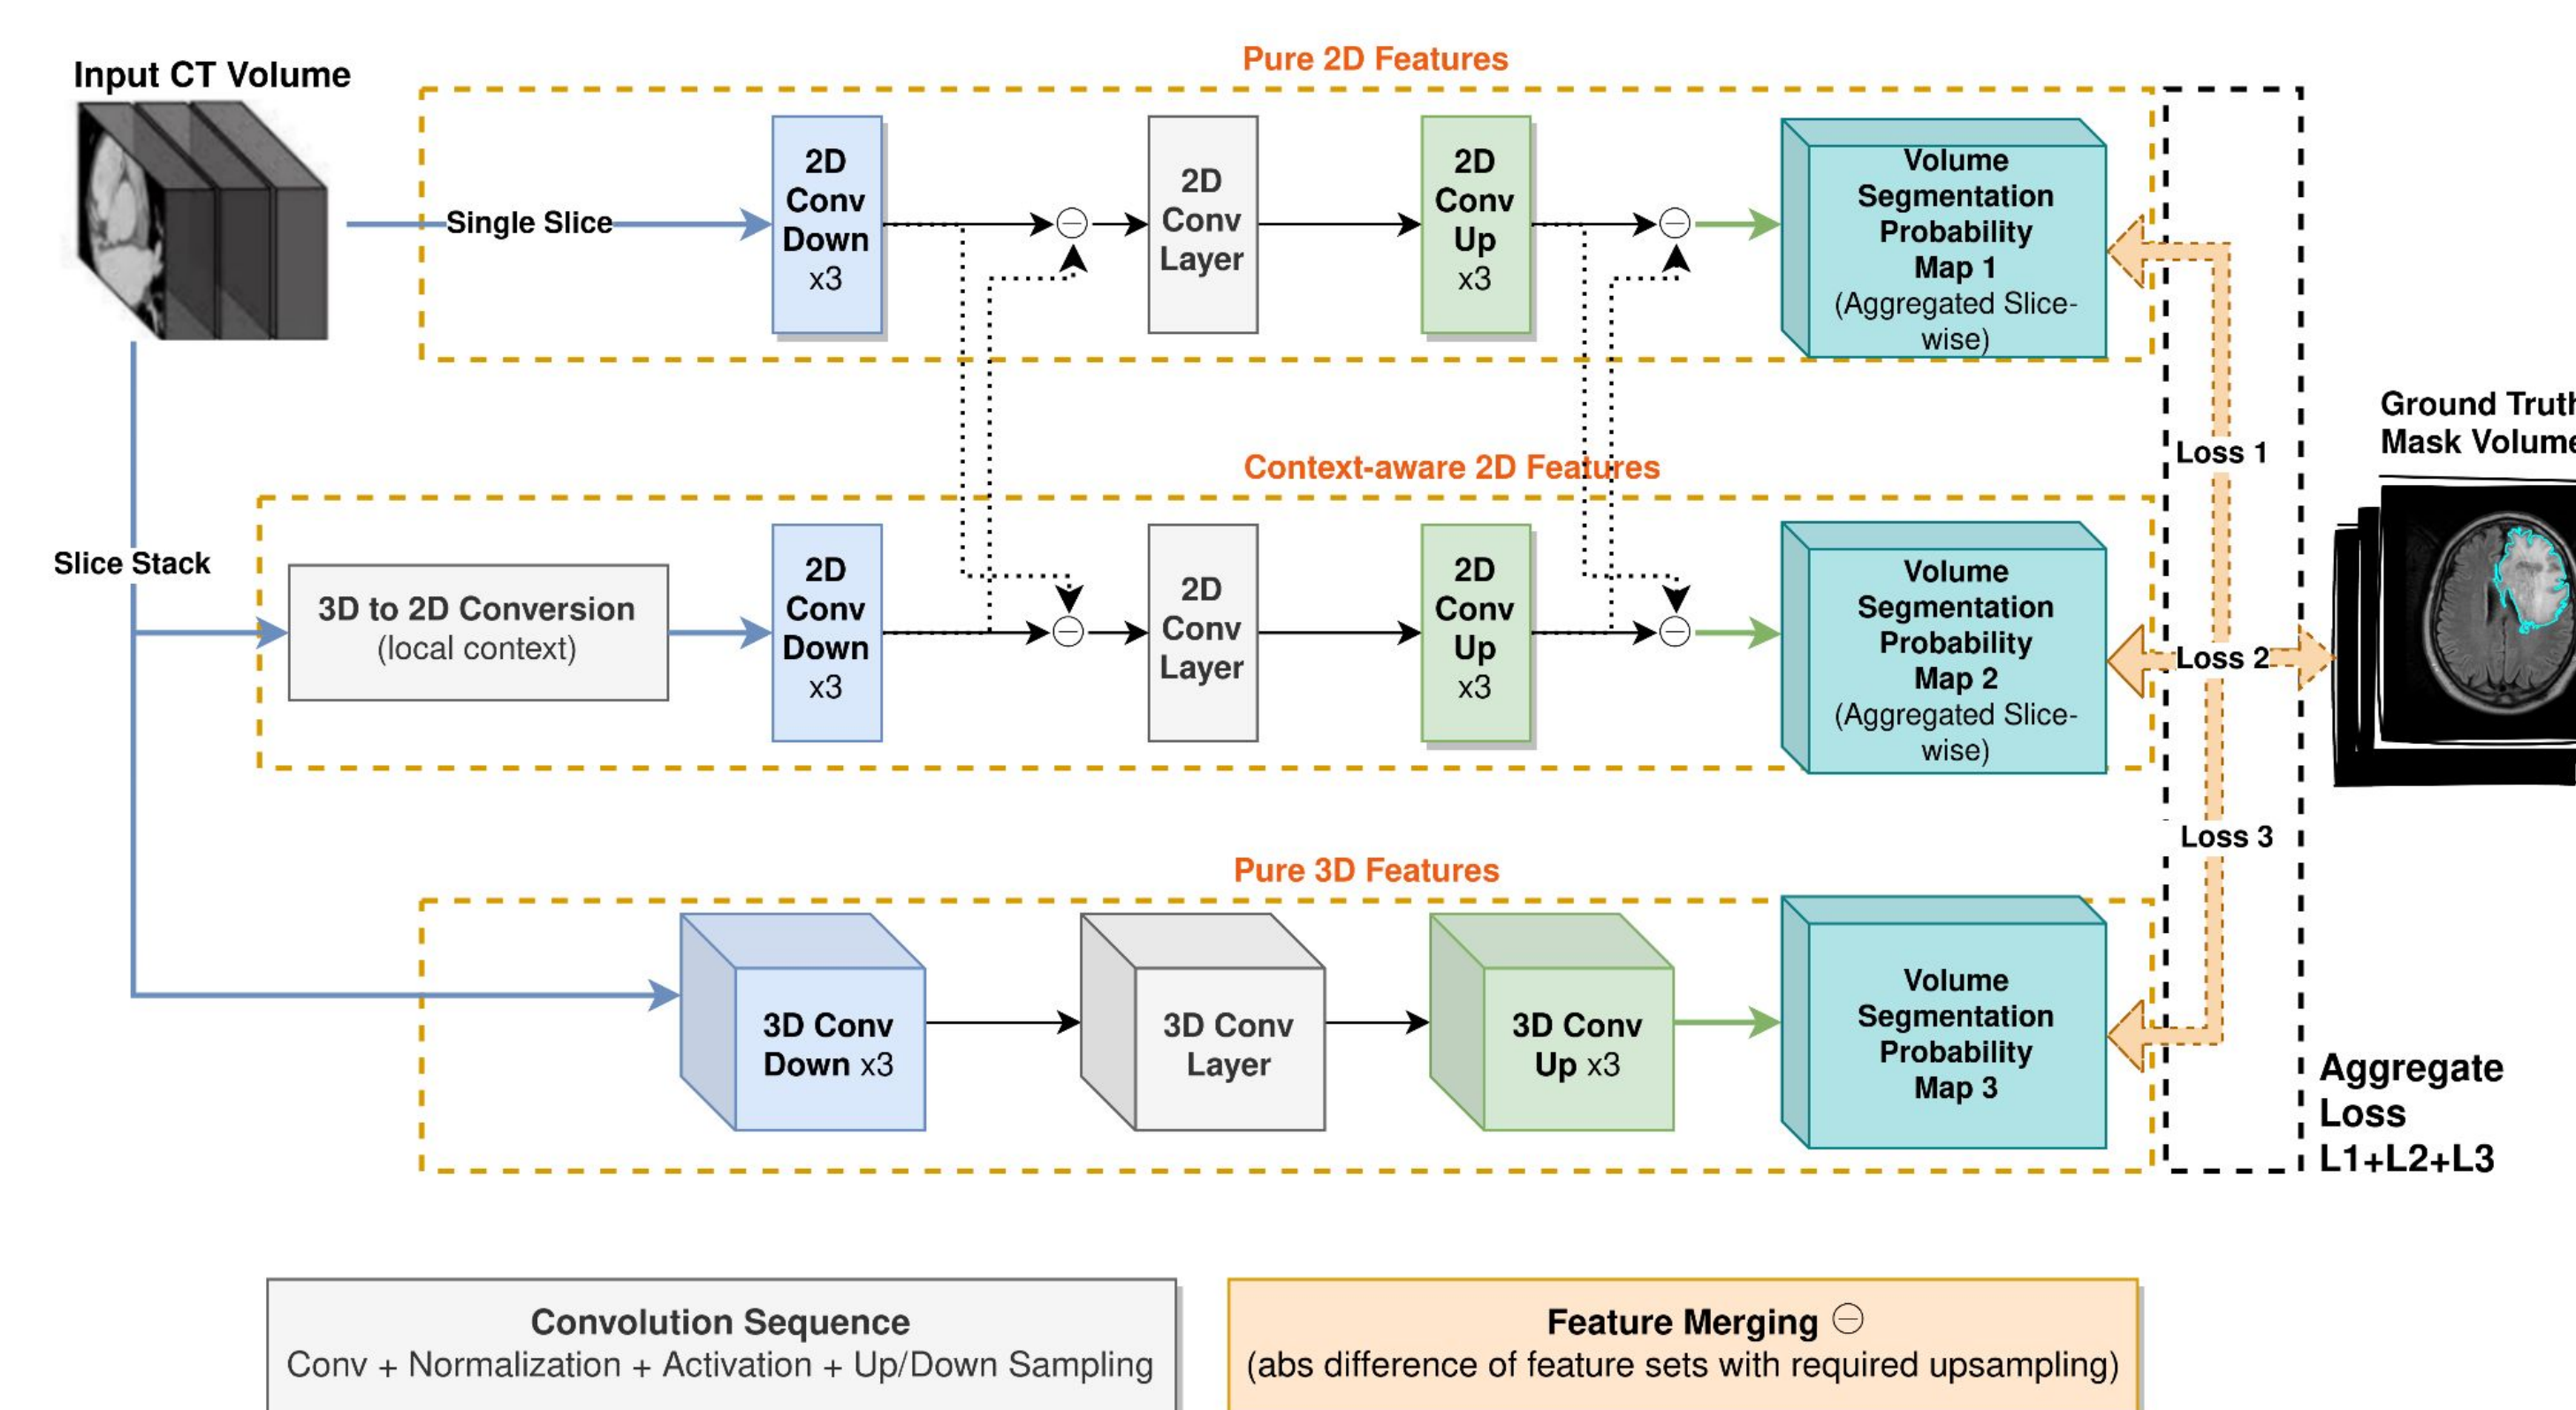 Pure 2D Features
Input CT Volume
Single Slice
2D
Conv
Down
x3
2D
Conv
Layer
2D
Conv
Up
x3
Volume
Segmentation
Probability
Map 1
(Aggregated Slice-
wise)
Loss 1
Ground Truth
Mask Volume
Context-aware 2D Features
Slice Stack
3D to 2D Conversion
(local context)
2D
Conv
Down
x3
2D
Conv
Layer
2D
Conv
Up
x3
Volume
Segmentation
Probability
Map 2
(Aggregated Slice-
wise)
Loss 2
Loss 3
Pure 3D Features
3D Conv
Down x3
3D Conv
Layer
3D Conv
Up x3
Volume
Segmentation
Probability
Map 3
Aggregate
Loss
L1+L2+L3
Convolution Sequence
Conv + Normalization + Activation + Up/Down Sampling
Feature Merging ⊖
(abs difference of feature sets with required upsampling)